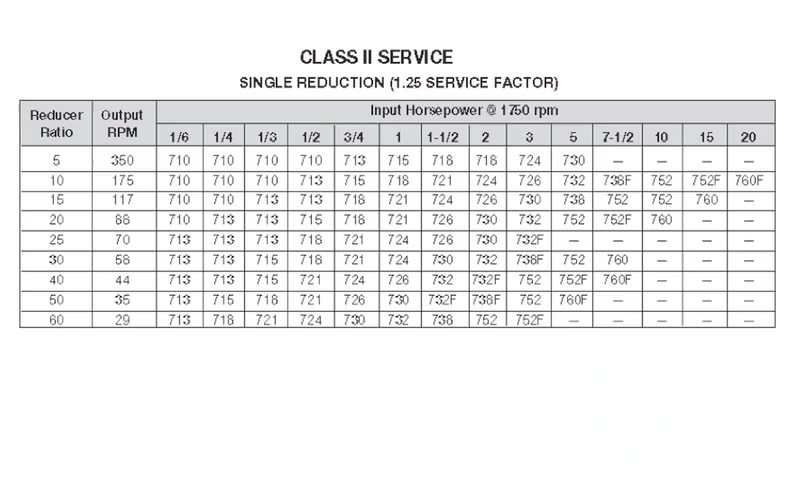 CLASS II SERVICE
SINGLE REDUCTION (1.25 SERVICE FACTOR)
Reducer Ratio Output RPM Input Horsepower @ 1750 rpm
1/6 1/4 1/3 1/2 3/4 1 1-1/2 2 3 5 7-1/2 10 15 20
5 350 710 710 710 710 713 715 718 718 724 730 — — — —
10 175 710 710 710 713 715 718 721 724 726 732 738F 752 752F 760F
15 117 710 710 713 713 718 721 724 726 730 738 752 752 760 —
20 88 710 713 713 715 718 721 726 730 732 752 752F 760 — —
25 70 713 713 713 718 721 724 726 730 732F — — — — —
30 58 713 713 715 718 721 724 730 732 738F 752 760 — — —
40 44 713 713 715 721 724 726 732 732F 752 752F 760F — — —
50 35 713 715 718 721 726 730 732F 738F 752 760F — — — —
60 29 713 718 721 724 730 732 738 752 752F — — — — —